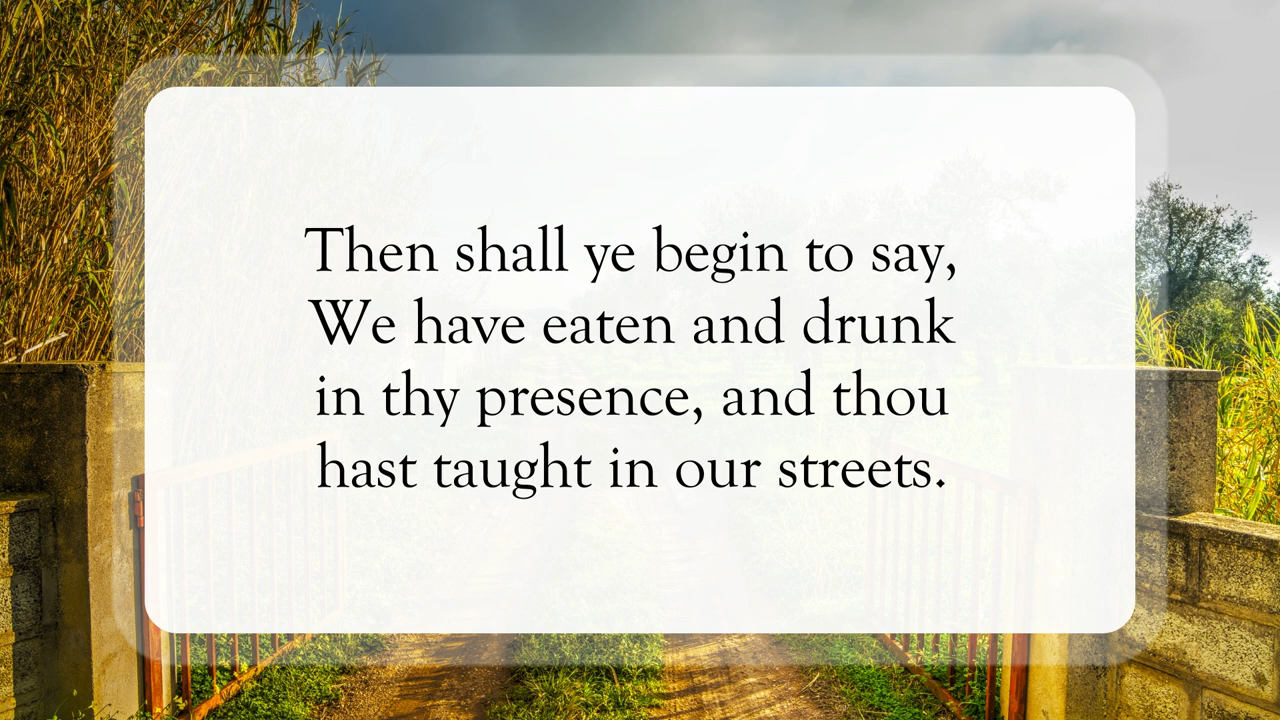 Then shall ye begin to say,
We have eaten and drunk
in thy presence, and thou
hast taught in our streets.